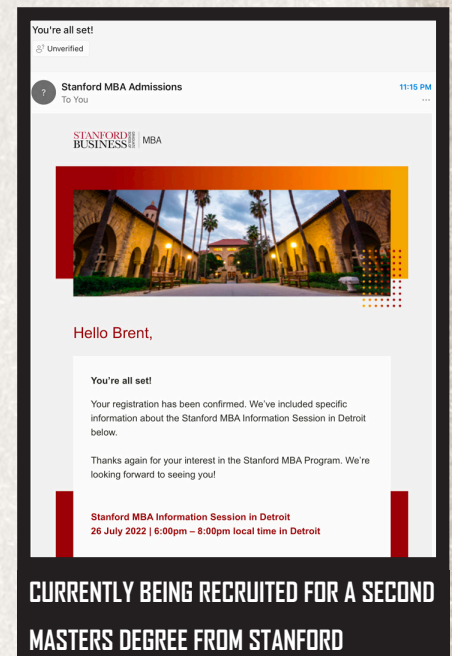 You're all set!
Unverified
?
Stanford MBA Admissions
11:15 PM
To You
...
STANFORD
BUSINESS
MBA
Hello Brent,
You're all set!
Your registration has been confirmed. We've included specific
information about the Stanford MBA Information Session in Detroit
below.
Thanks again for your interest in the Stanford MBA Program. We're
looking forward to seeing you!
Stanford MBA Information Session in Detroit
26 July 2022 | 6:00pm – 8:00pm local time in Detroit
CURRENTLY BEING RECRUITED FOR A SECOND
MASTERS DEGREE FROM STANFORD